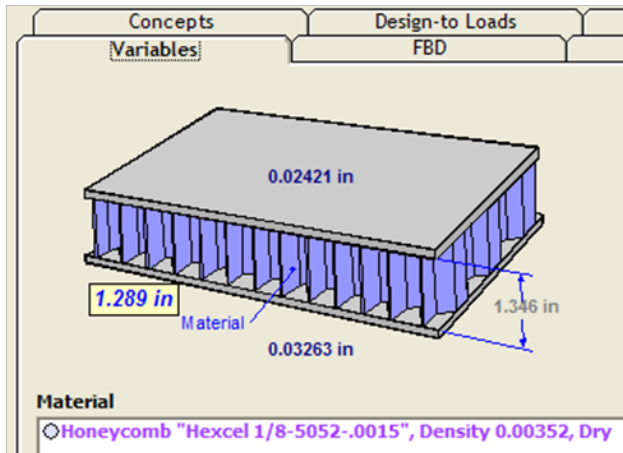 Concepts
Design-to Loads
Variables
FBD
0.02421 in
1.289 in
Material
1.346 in
0.03263 in
Material
Honeycomb "Hexcel 1/8-5052-.0015", Density 0.00352, Dry